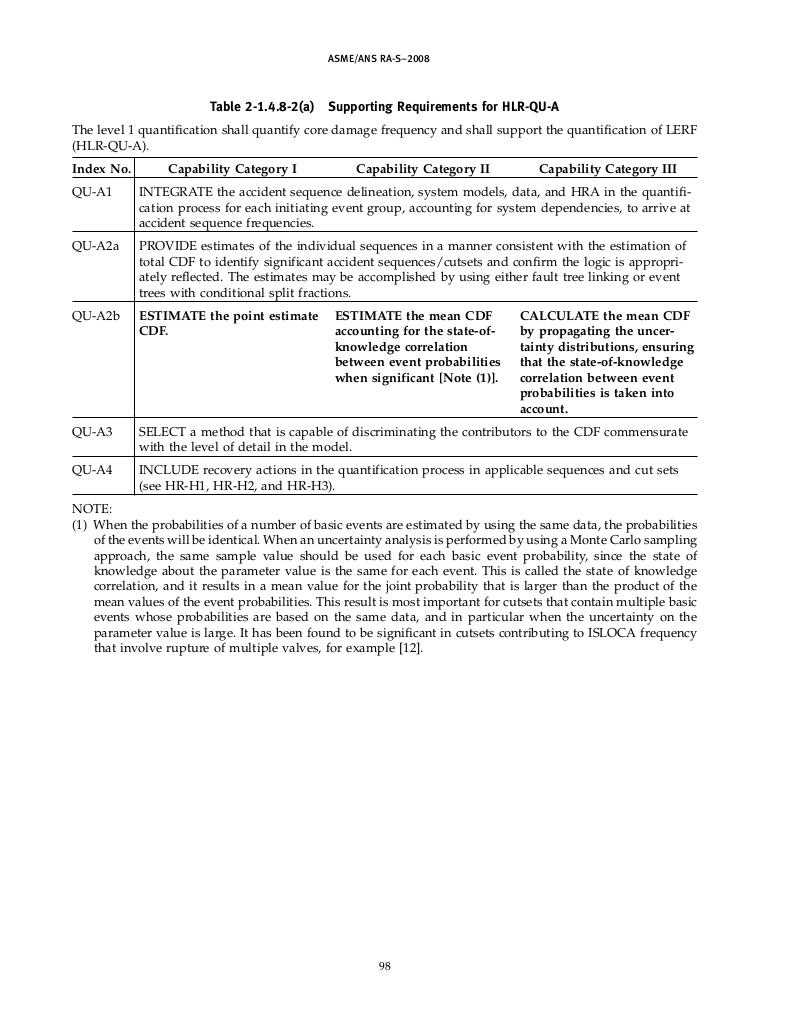 ASME/ANS RA-S–2008
Table 2-1.4.8-2(a) Supporting Requirements for HLR-QU-A
The level 1 quantification shall quantify core damage frequency and shall support the quantification of LERF
(HLR-QU-A).
Index No. Capability Category I Capability Category II Capability Category III
QU-A1 INTEGRATE the accident sequence delineation, system models, data, and HRA in the quantifi-
cation process for each initiating event group, accounting for system dependencies, to arrive at
accident sequence frequencies.
QU-A2a PROVIDE estimates of the individual sequences in a manner consistent with the estimation of
total CDF to identify significant accident sequences/cutsets and confirm the logic is appropri-
ately reflected. The estimates may be accomplished by using either fault tree linking or event
trees with conditional split fractions.
QU-A2b
ESTIMATE the point estimate
CDF.
ESTIMATE the mean CDF
accounting for the state-of-
knowledge correlation
between event probabilities
when significant [Note (1)].
CALCULATE the mean CDF
by propagating the uncer-
tainty distributions, ensuring
that the state-of-knowledge
correlation between event
probabilities is taken into
account.
QU-A3 SELECT a method that is capable of discriminating the contributors to the CDF commensurate
with the level of detail in the model.
QU-A4 INCLUDE recovery actions in the quantification process in applicable sequences and cut sets
(see HR-H1, HR-H2, and HR-H3).
NOTE:
(1) When the probabilities of a number of basic events are estimated by using the same data, the probabilities
of the events will be identical. When an uncertainty analysis is performed by using a Monte Carlo sampling
approach, the same sample value should be used for each basic event probability, since the state of
knowledge about the parameter value is the same for each event. This is called the state of knowledge
correlation, and it results in a mean value for the joint probability that is larger than the product of the
mean values of the event probabilities. This result is most important for cutsets that contain multiple basic
events whose probabilities are based on the same data, and in particular when the uncertainty on the
parameter value is large. It has been found to be significant in cutsets contributing to ISLOCA frequency
that involve rupture of multiple valves, for example [12].
98